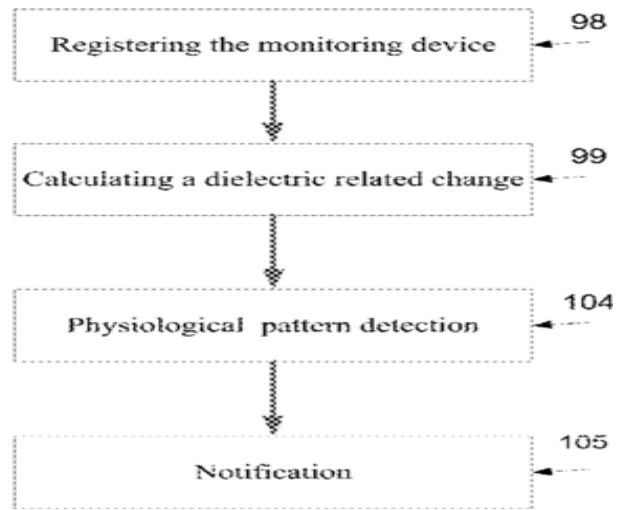 98
Registering the monitoring device
99
Calculating a dielectric related change
104
Physiological pattern detection
105
Notification